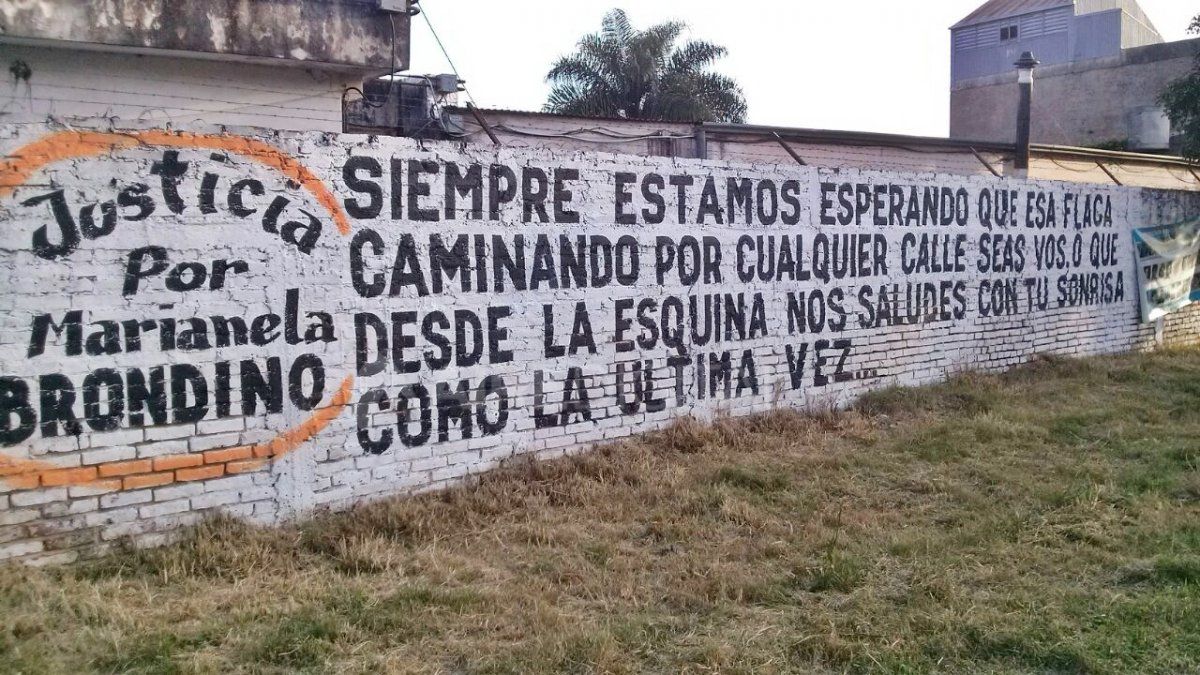 Justicia
Por
Marianela
BRONDINO
SIEMPRE ESTAMOS ESPERANDO QUE ESA FLACA
CAMINANDO POR CUALQUIER CALLE SEAS VOS.O QUE
DESDE LA ESQUINA NOS SALUDES CON TU SONRISA
COMO LA ULTIMA VEZ...